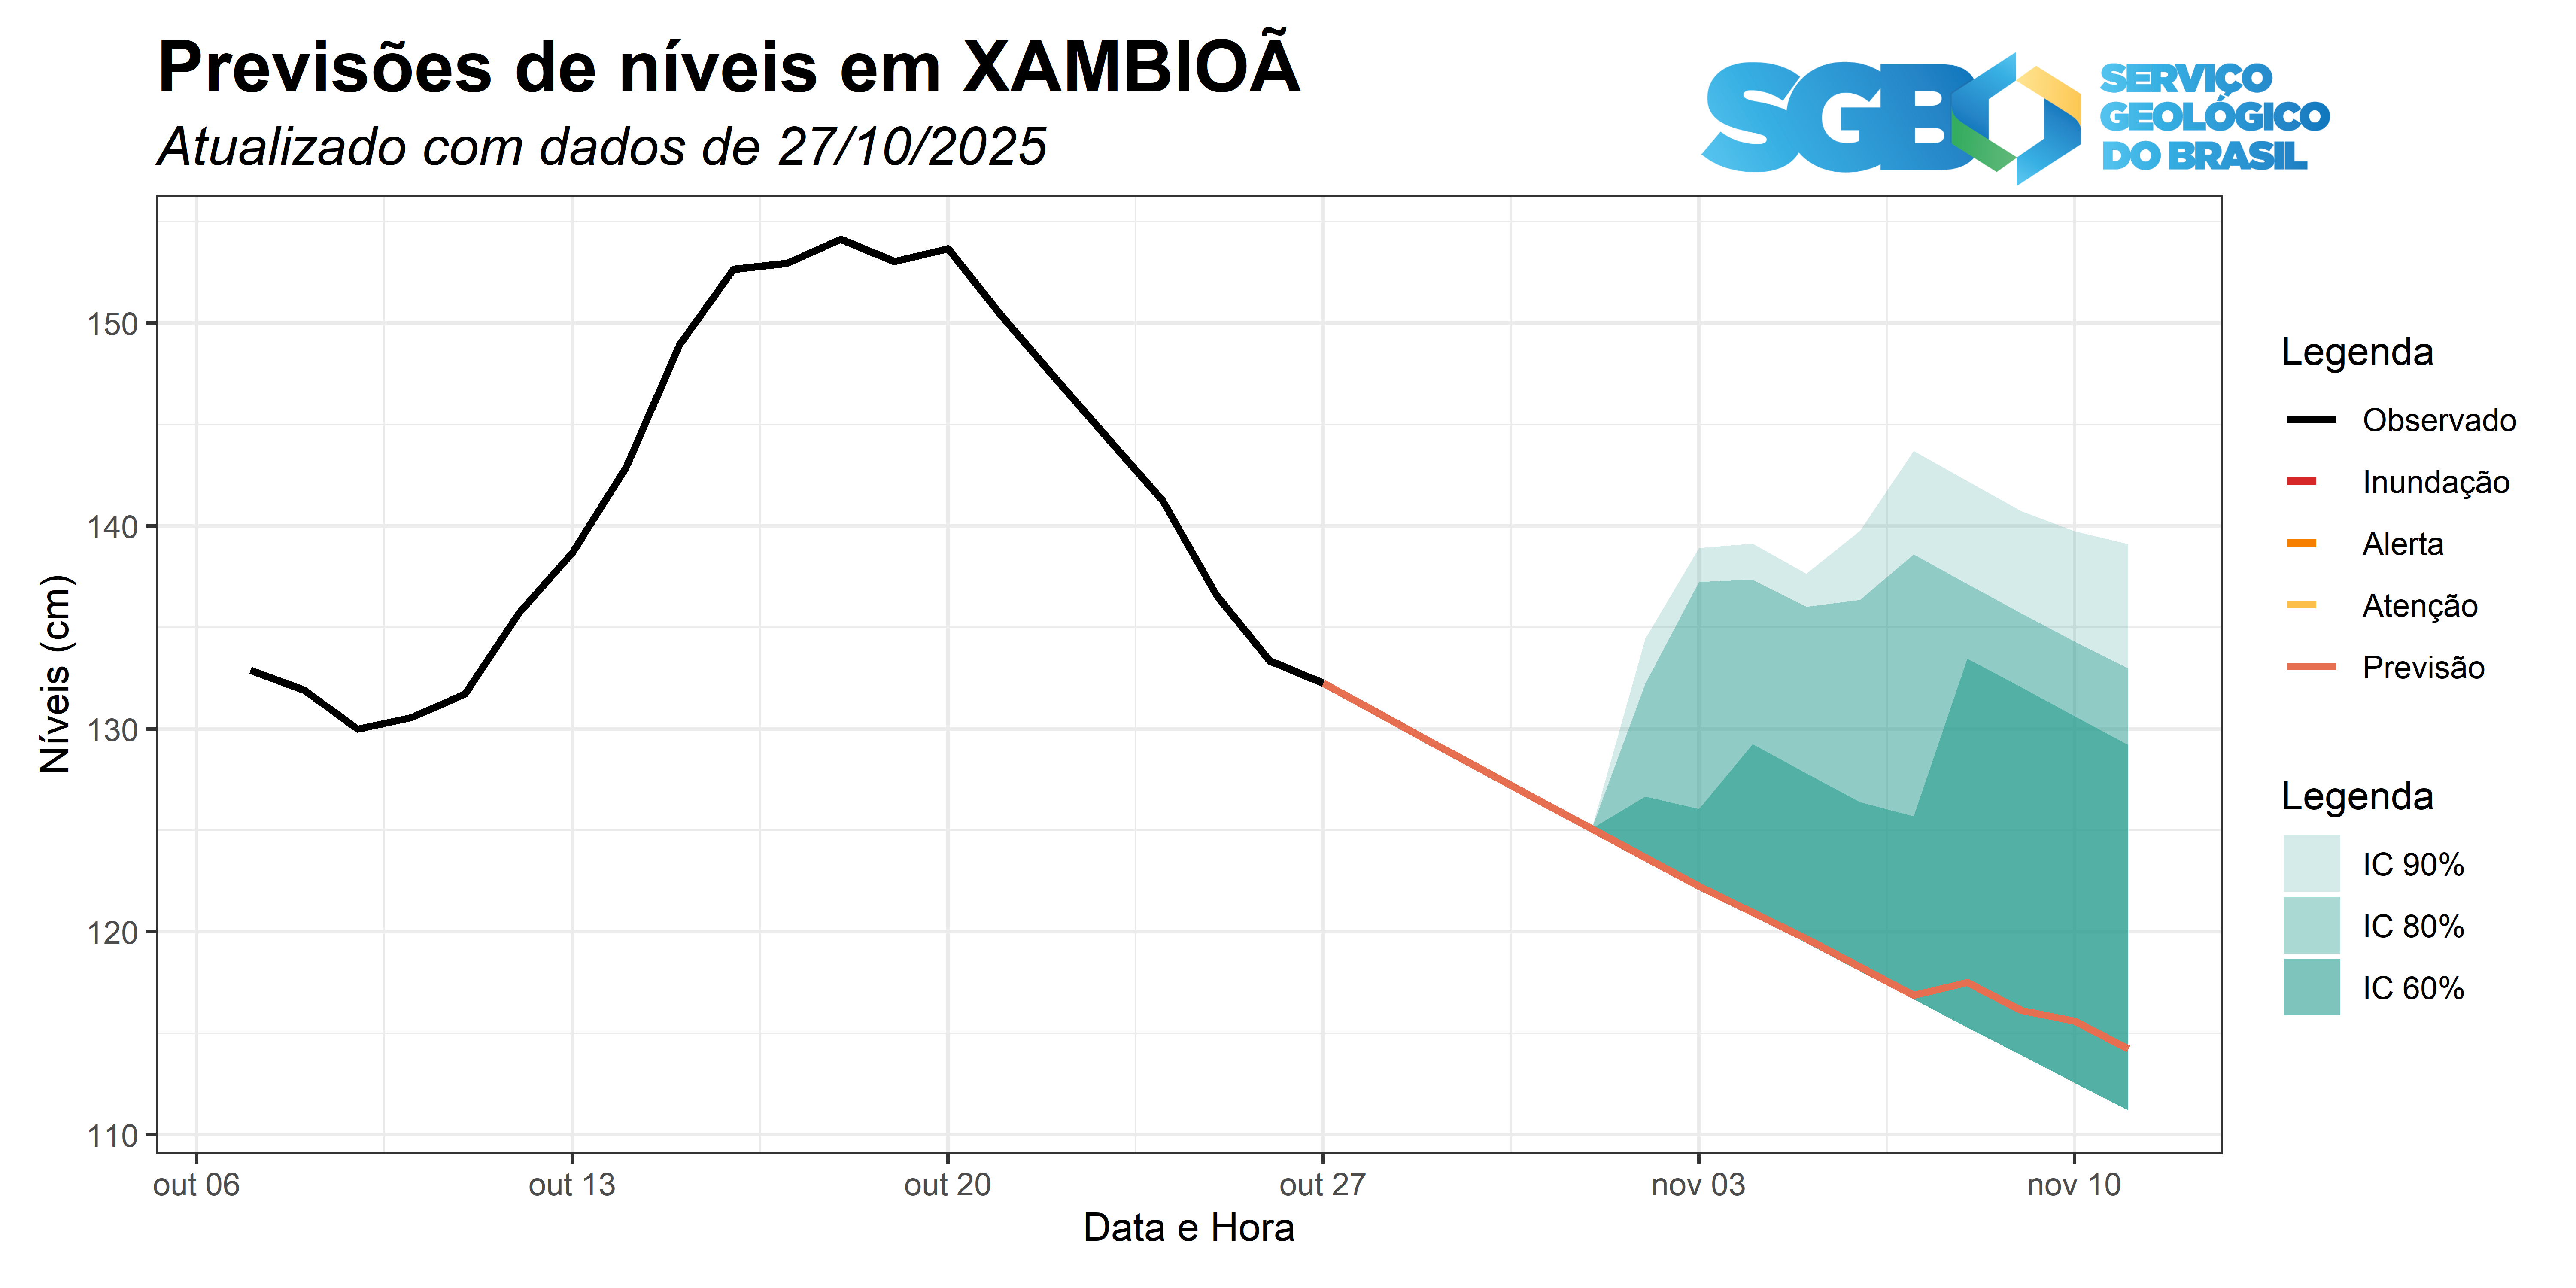 Previsões de níveis em XAMBIOÃ
Atualizado com dados de 27/10/2025
SGB
SERVIÇO
GEOLÓGICO
DO BRASIL
Níveis (cm)
150
140
130
120
110
out 06
out 13
out 20
out 27
nov 03
nov 10
Data e Hora
Legenda
Observado
Inundação
Alerta
Atenção
Previsão
Legenda
IC 90%
IC 80%
IC 60%